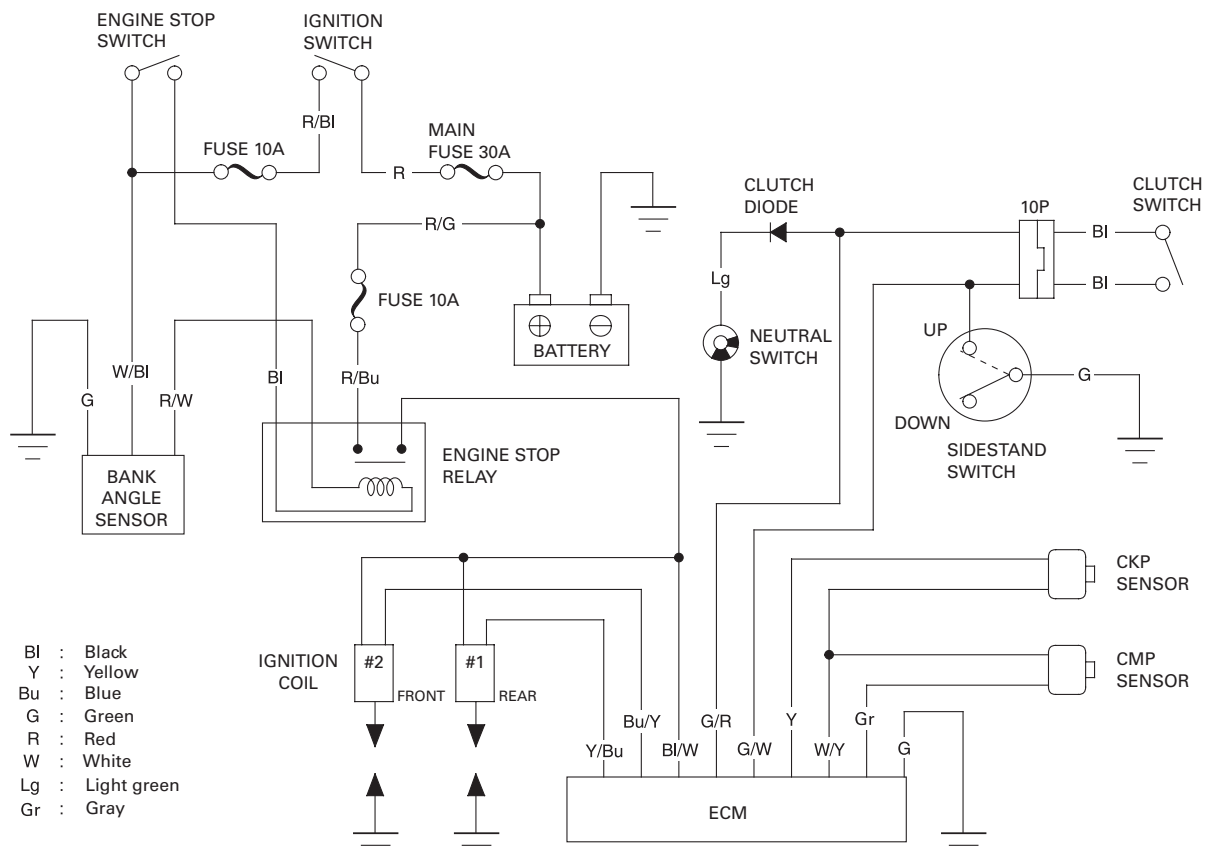 ENGINE STOP
SWITCH
IGNITION
SWITCH
R/Bl
FUSE 10A
MAIN
FUSE 30A
R
R/G
FUSE 10A
CLUTCH
DIODE
10P
CLUTCH
SWITCH
Bl
Bl
Lg
NEUTRAL
SWITCH
UP
DOWN
G
SIDESTAND
SWITCH
BATTERY
G
W/Bl
R/W
Bl
R/Bu
BANK
ANGLE
SENSOR
ENGINE STOP
RELAY
CKP
SENSOR
CMP
SENSOR
IGNITION
COIL
#2
FRONT
#1
REAR
Y/Bu
Bu/Y
Bl/W
G/R
G/W
Y
W/Y
Gr
G
ECM
Bl : Black
Y : Yellow
Bu : Blue
G : Green
R : Red
W : White
Lg : Light green
Gr : Gray